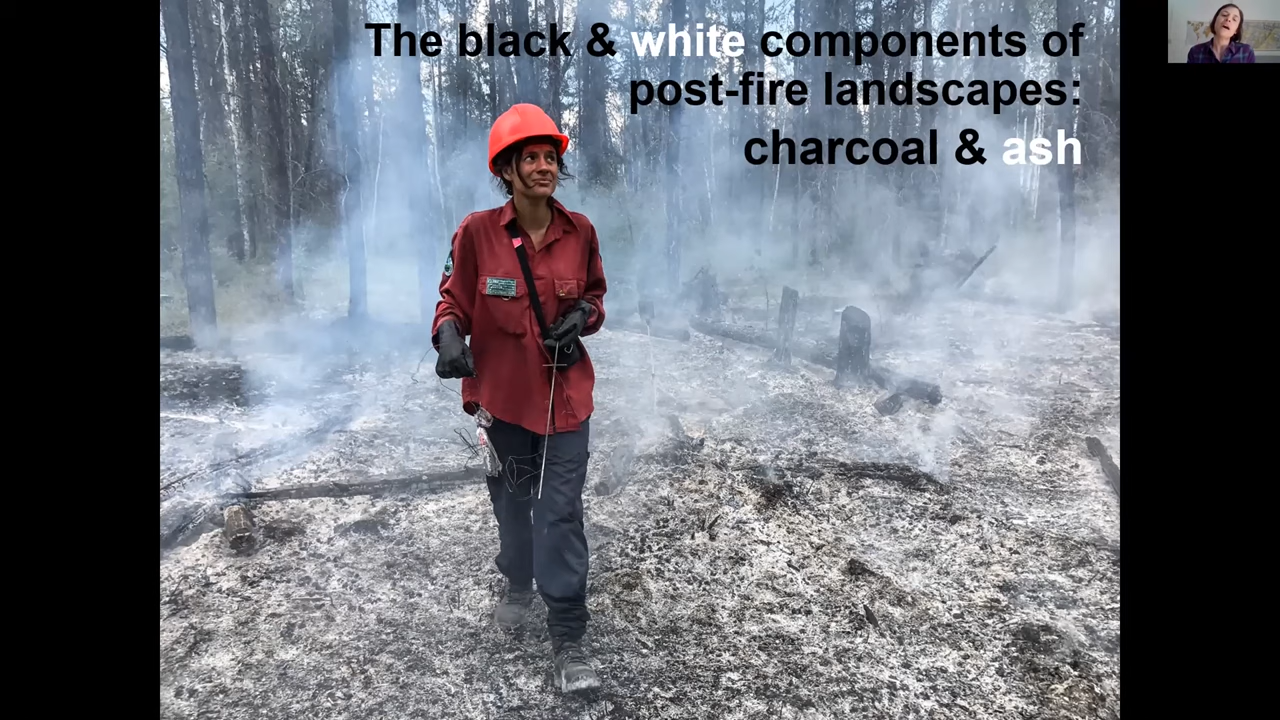 The black & white components of
post-fire landscapes:
charcoal & ash